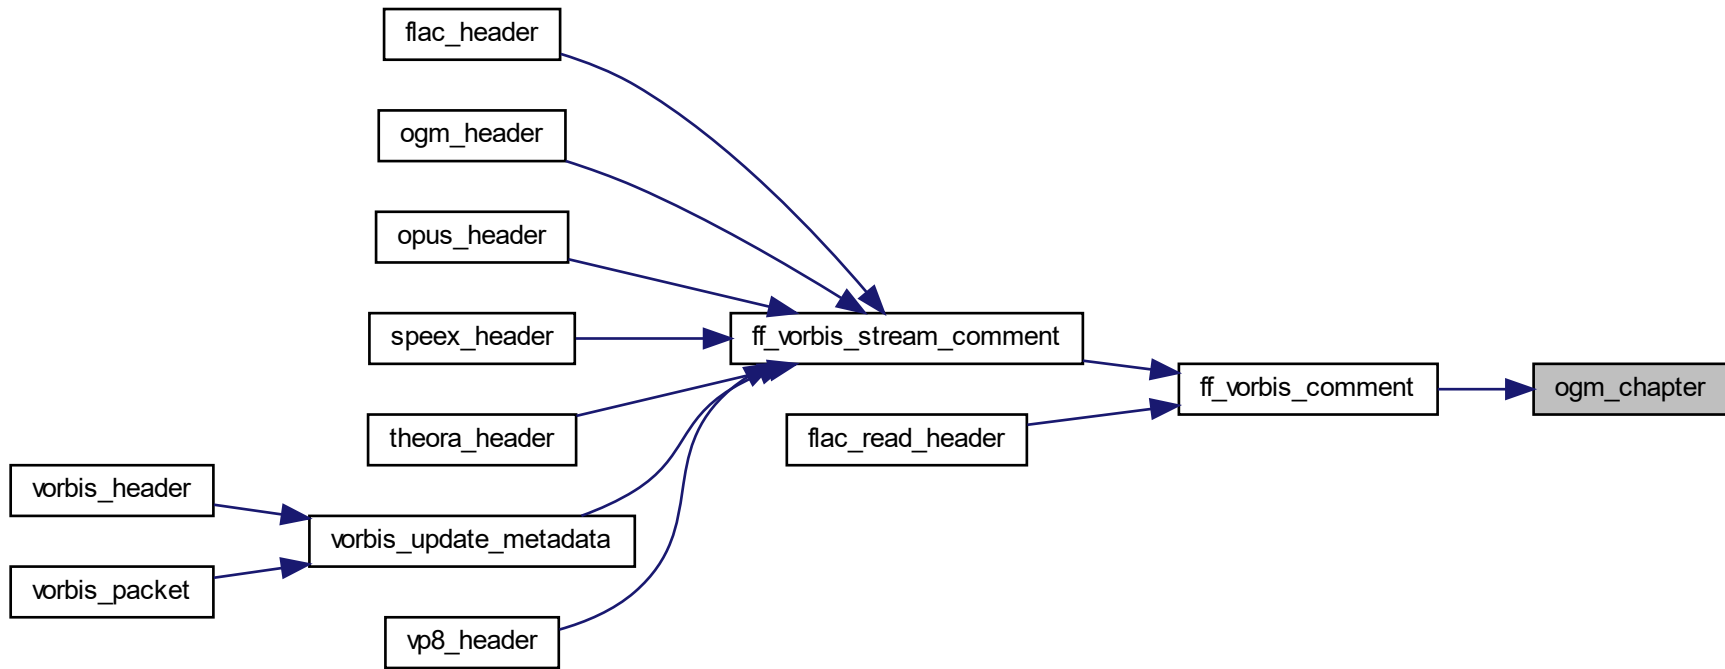 flac_header
ogm_header
opus_header
speex_header
ff_vorbis_stream_comment
ff_vorbis_comment
ogm_chapter
theora_header
flac_read_header
vorbis_header
vorbis_update_metadata
vorbis_packet
vp8_header